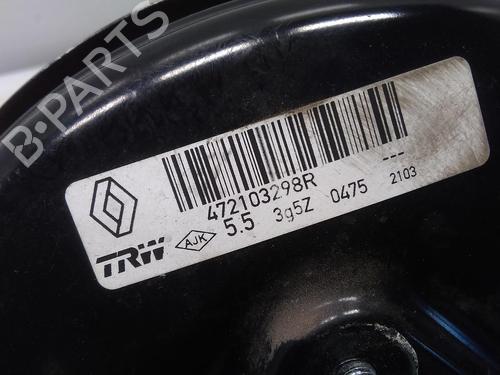 B-PARTS
472103298R
---
TRW
AJK
5.5 3g5Z 0475 2103